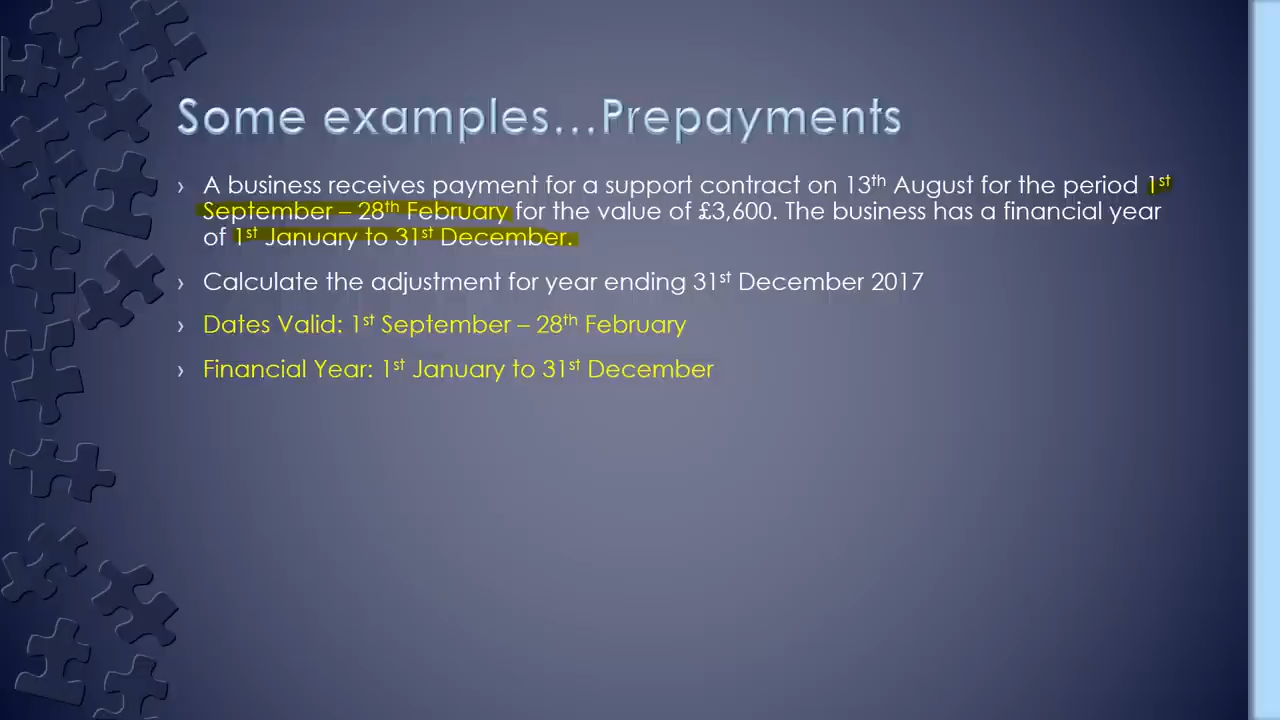 Some examples...Prepayments
› A business receives payment for a support contract on 13th August for the period 1st
September – 28th February for the value of £3,600. The business has a financial year
of 1st January to 31st December.
› Calculate the adjustment for year ending 31st December 2017
› Dates Valid: 1st September – 28th February
› Financial Year: 1st January to 31st December